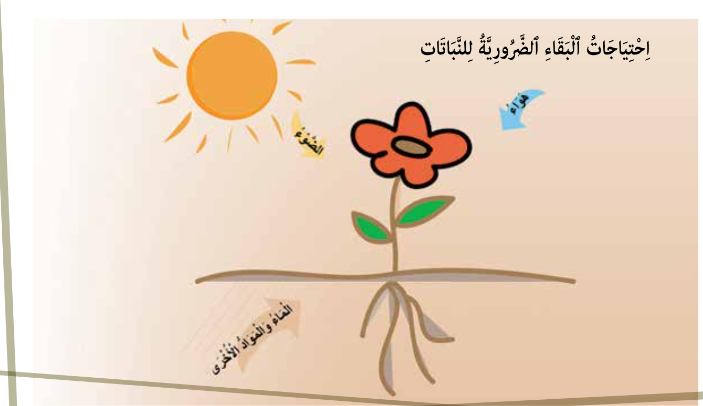 اِحْتِيَاجَاتُ ٱلْبَقَاءِ ٱلضَّرُورِيَّةُ لِلنَّبَاتَاتِ
هَوَاءُ
الضُّوْءُ
الْمَاءُ وَالْمَوَادُّ الْأُخْرَى